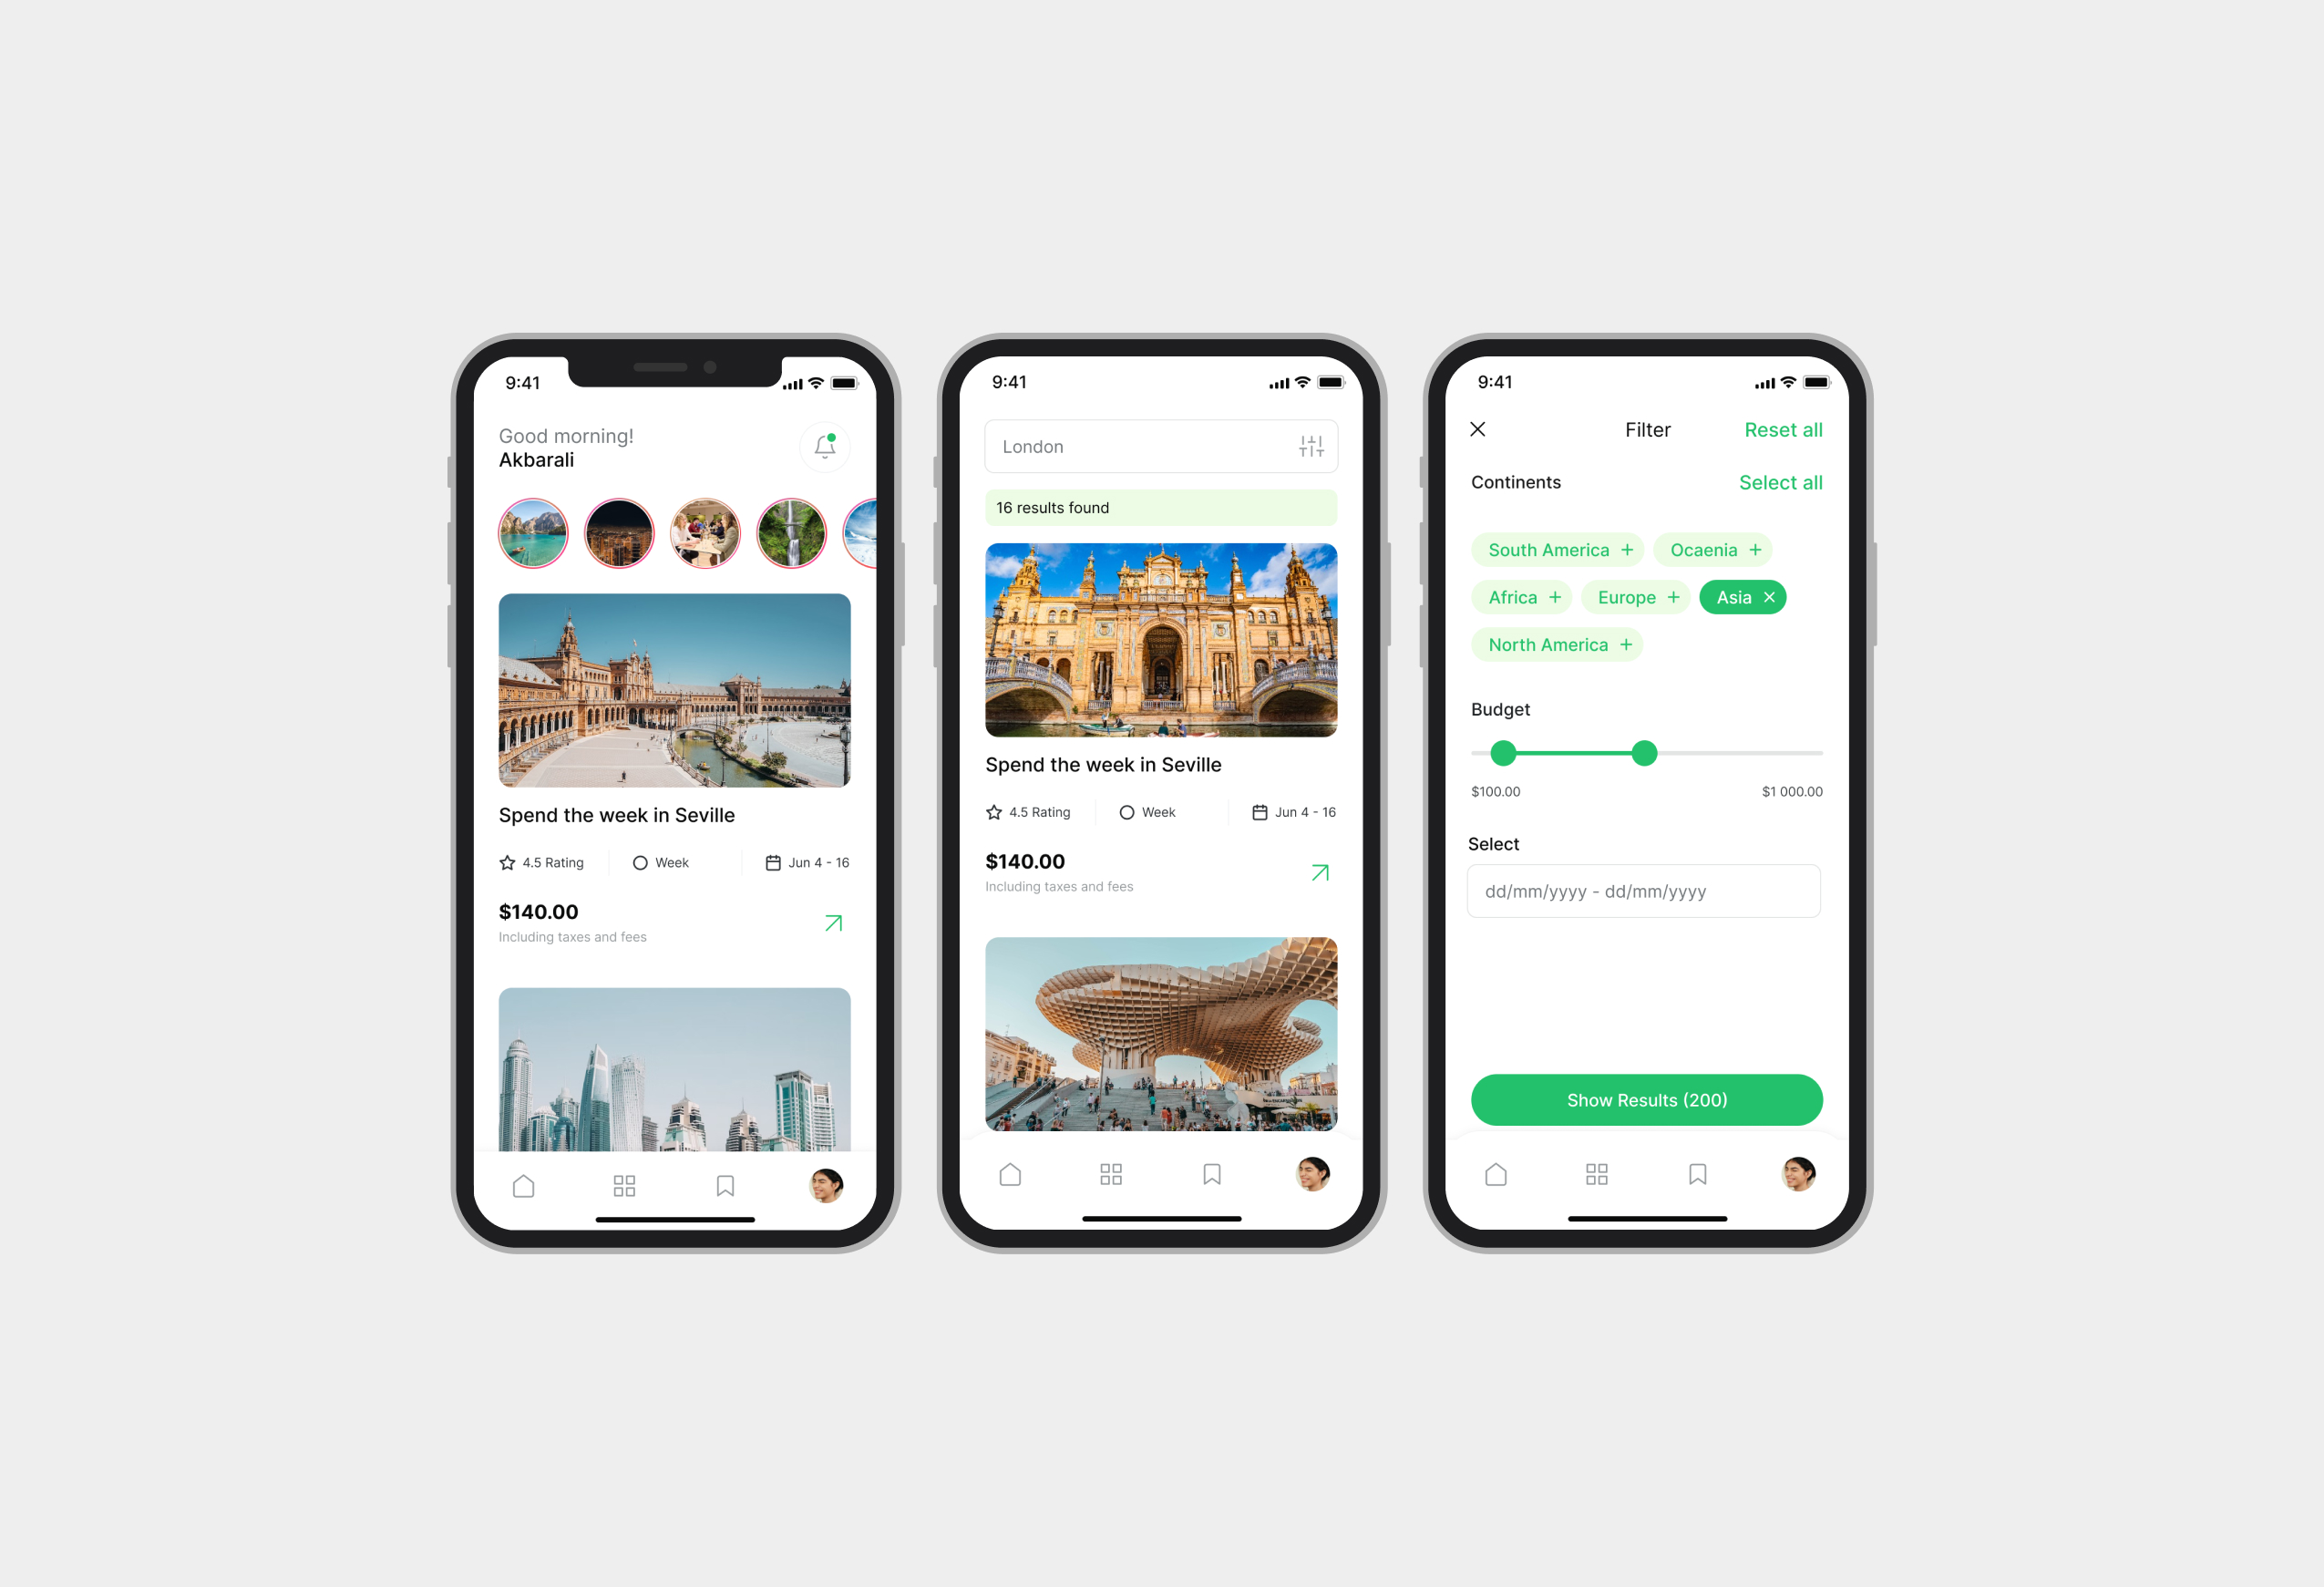 9:41
Good morning!
Akbarali
Spend the week in Seville
4.5 Rating
Week
Jun 4 - 16
$140.00
Including taxes and fees
9:41
London
16 results found
Spend the week in Seville
4.5 Rating
Week
Jun 4 - 16
$140.00
Including taxes and fees
9:41
Filter
Reset all
Continents
Select all
South America +
Ocaenia +
Africa +
Europe +
Asia ×
North America +
Budget
$100.00
$1 000.00
Select
dd/mm/yyyy - dd/mm/yyyy
Show Results (200)